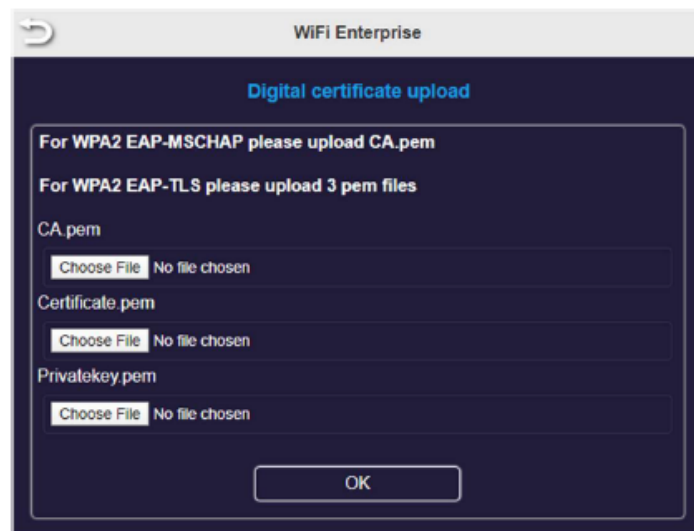 WiFi Enterprise
Digital certificate upload
For WPA2 EAP-MSCHAP please upload CA.pem
For WPA2 EAP-TLS please upload 3 pem files
CA.pem
Choose File No file chosen
Certificate.pem
Choose File No file chosen
Privatekey.pem
Choose File No file chosen
OK